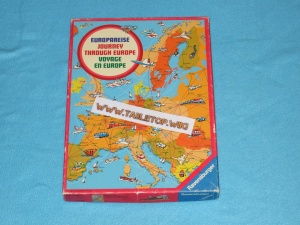 EUROPAREISE
JOURNEY
THROUGH EUROPE
VOYAGE
EN EUROPE
WWW.TABLETOP.WIKI
Ravensburger